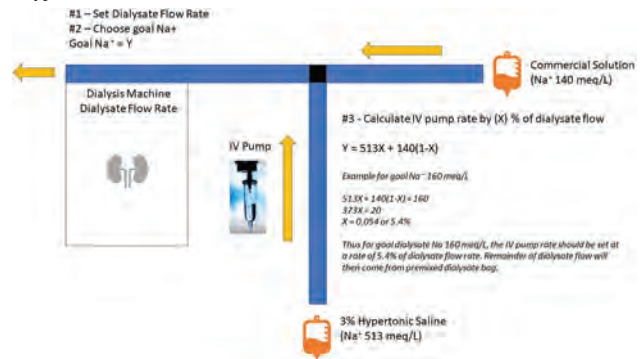 #1 – Set Dialysate Flow Rate
#2 – Choose goal Na+
Goal Na⁺ = Y
Commercial Solution
(Na⁺ 140 meq/L)
Dialysis Machine
Dialysate Flow Rate
IV Pump
#3 - Calculate IV pump rate by (X) % of dialysate flow
Y = 513X + 140(1-X)
Example for goal Na⁺ 160 meq/L
513X + 140(1-X) = 160
373X = 20
X = 0.054 or 5.4%
Thus for goal dialysate Na 160 meq/L, the IV pump rate should be set at
a rate of 5.4% of dialysate flow rate. Remainder of dialysate flow will
then come from premixed dialysate bag.
3% Hypertonic Saline
(Na⁺ 513 meq/L)